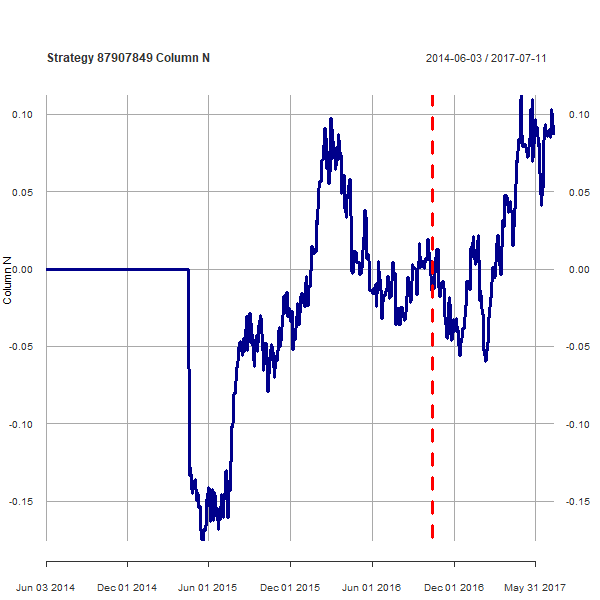 Strategy 87907849 Column N
2014-06-03 / 2017-07-11
0.10
0.10
0.05
0.05
0.00
0.00
-0.05
-0.05
-0.10
-0.10
-0.15
-0.15
Column N
Jun 03 2014
Dec 01 2014
Jun 01 2015
Dec 01 2015
Jun 01 2016
Dec 01 2016
May 31 2017